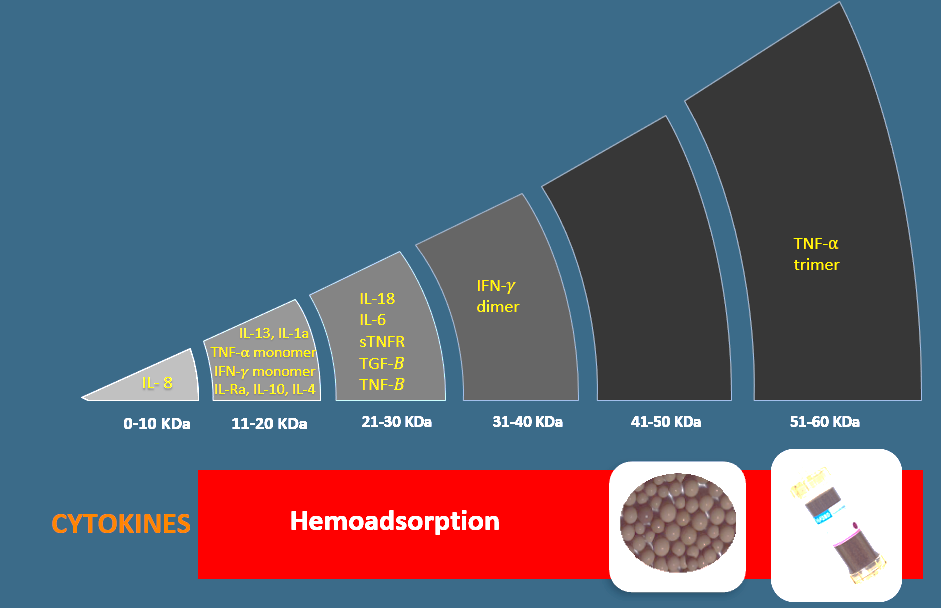 IL- 8
IL-13, IL-1a
TNF-α monomer
IFN-γ monomer
IL-Ra, IL-10, IL-4
IL-18
IL-6
sTNFR
TGF-B
TNF-B
IFN-γ
dimer
TNF-α
trimer
0-10 KDa
11-20 KDa
21-30 KDa
31-40 KDa
41-50 KDa
51-60 KDa
CYTOKINES
Hemoadsorption